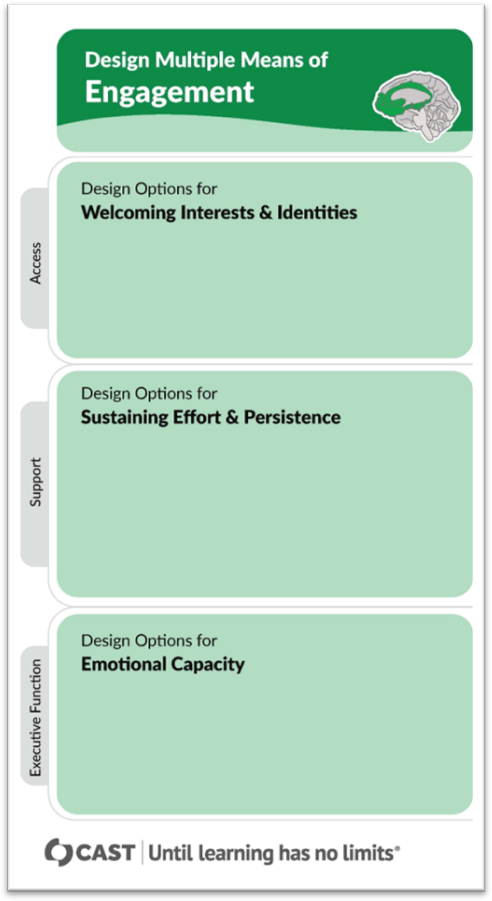 Design Multiple Means of
Engagement
Access
Design Options for
Welcoming Interests & Identities
Support
Design Options for
Sustaining Effort & Persistence
Executive Function
Design Options for
Emotional Capacity
CAST | Until learning has no limits®